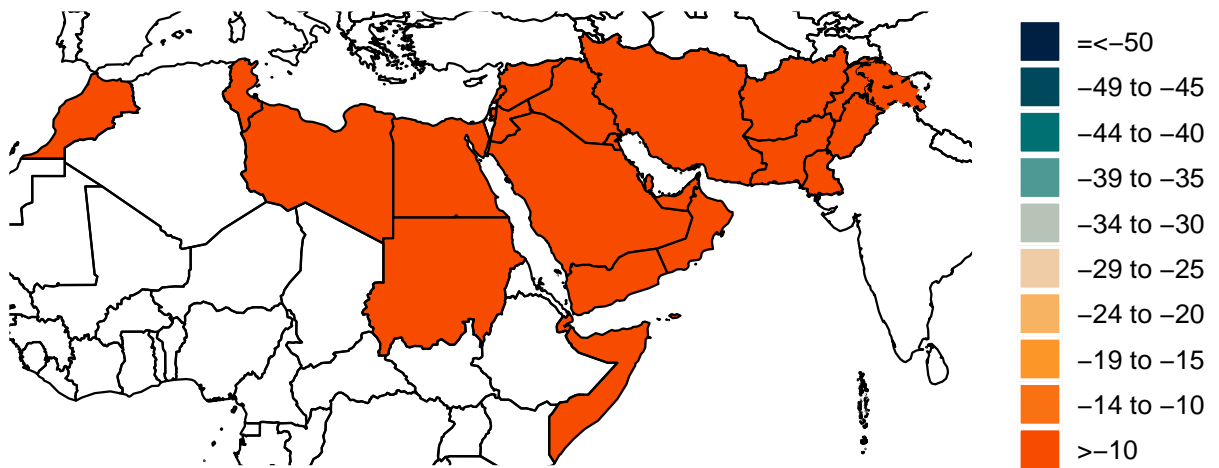 =<−50
−49 to −45
−44 to −40
−39 to −35
−34 to −30
−29 to −25
−24 to −20
−19 to −15
−14 to −10
>−10